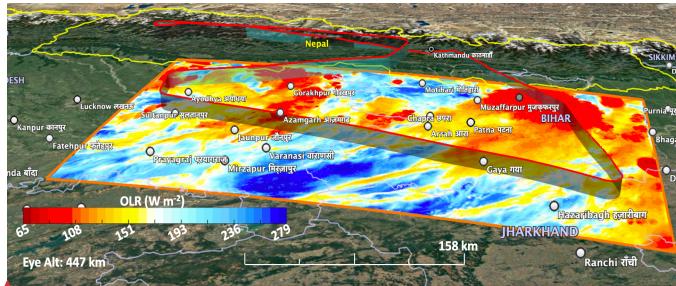 Nepal
Kathmandu काठमाडौं
SIKKIM
DESH
Lucknow लखनऊ
Ayodhya अयोध्या
Gorakhpur गोरखपुर
Motihari मोतिहारी
Muzaffarpur मुजफ्फरपुर
Purnia
Kanpur कानपुर
Sultanpur सुलतानपुर
Azamgarh आज़मगढ़
Chapra छपरा
BIHAR
Fatehpur फतेहपुर
Jaunpur जौनपुर
Arrah आरा
Patna पटना
Bhaga
nda बाँदा
Prayagraj प्रयागराज
Varanasi वाराणसी
Mirzapur मिर्ज़ापुर
Gaya गया
D
OLR (W m-2)
65 108 151 193 236 279
Hazaribagh हज़ारीबाग
JHARKHAND
158 km
Eye Alt: 447 km
Ranchi राँची